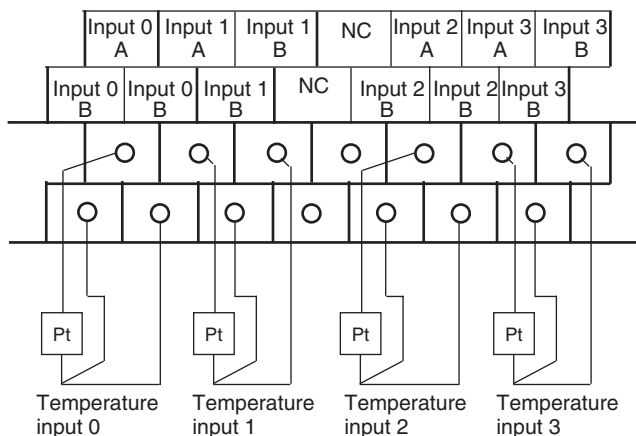 Input 0 Input 1 Input 1 NC Input 2 Input 3 Input 3
A A B A A B
Input 0 Input 0 Input 1 NC Input 2 Input 2 Input 3
B B B B B B
Pt Pt Pt Pt
Temperature Temperature Temperature Temperature
input 0 input 1 input 2 input 3